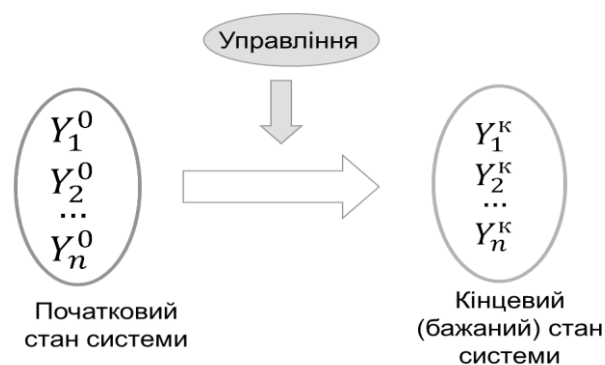 Управління
Y₁⁰
Y₂⁰
...
Yₙ⁰
Y₁ᴷ
Y₂ᴷ
...
Yₙᴷ
Початковий
стан системи
Кінцевий
(бажаний) стан
системи